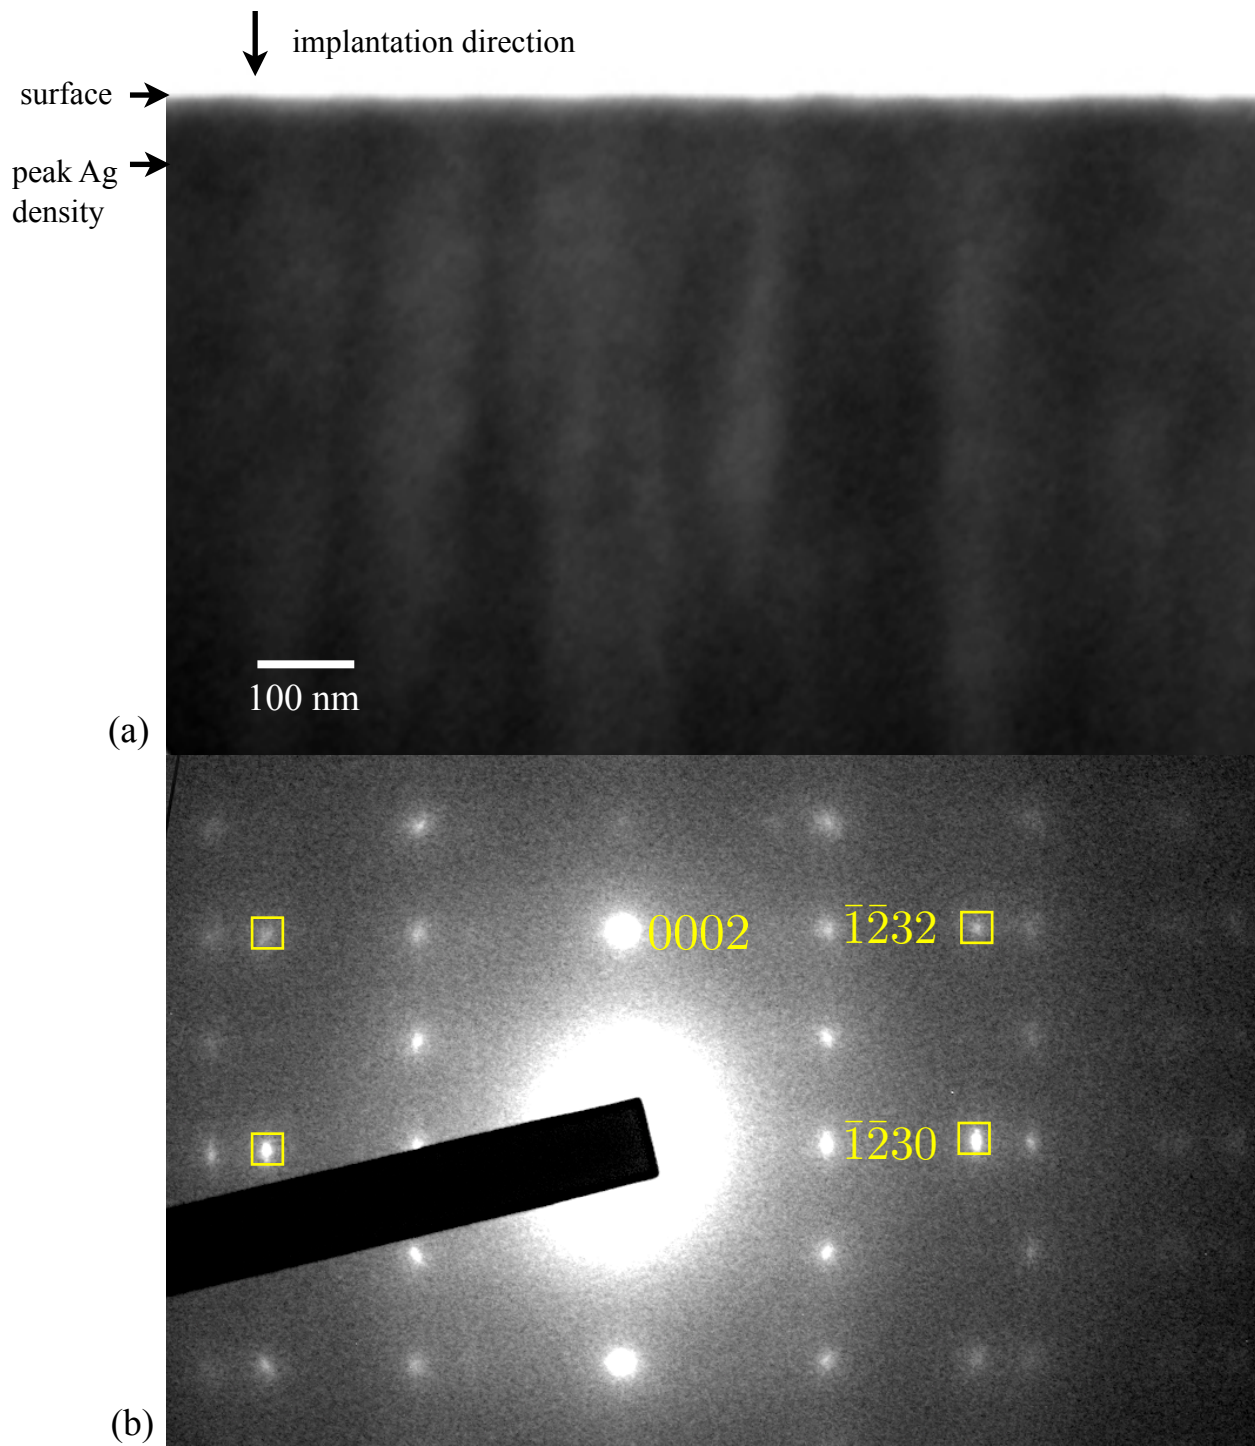 implantation direction
surface
peak Ag
density
100 nm
(a)
0002
1̅2̅32
1̅2̅30
(b)